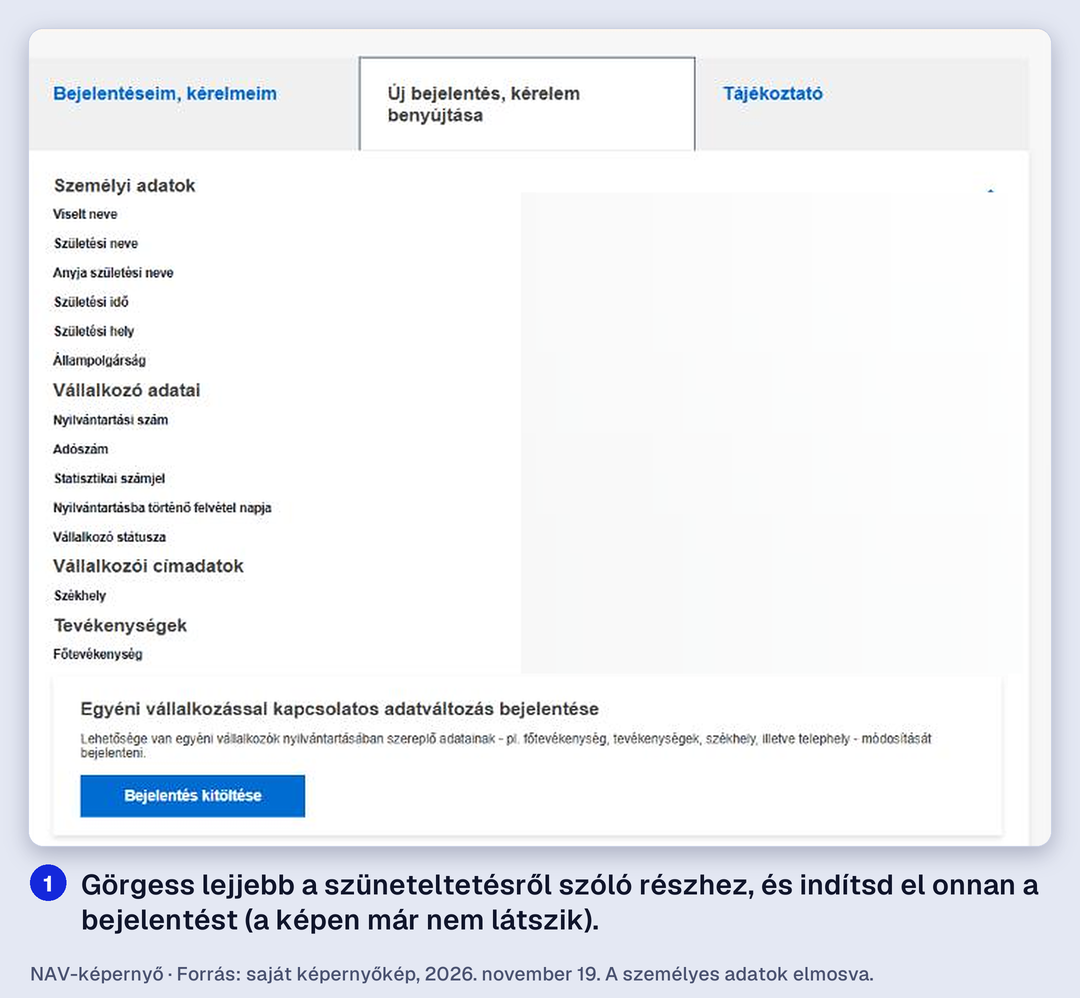 Bejelentéseim, kérelmeim
Új bejelentés, kérelem
benyújtása
Tájékoztató
Személyi adatok
Viselt neve
Születési neve
Anyja születési neve
Születési idő
Születési hely
Állampolgárság
Vállalkozó adatai
Nyilvántartási szám
Adószám
Statisztikai számjel
Nyilvántartásba történő felvétel napja
Vállalkozó státusza
Vállalkozói címadatok
Székhely
Tevékenységek
Főtevékenység
Egyéni vállalkozással kapcsolatos adatváltozás bejelentése
Lehetősége van egyéni vállalkozók nyilvántartásában szereplő adatainak - pl. főtevékenység, tevékenységek, székhely, illetve telephely - módosítását
bejelenteni.
Bejelentés kitöltése
1 Görgess lejjebb a szüneteltetésről szóló részhez, és indítsd el onnan a
bejelentést (a képen már nem látszik).
NAV-képernyő · Forrás: saját képernyőkép, 2026. november 19. A személyes adatok elmosva.